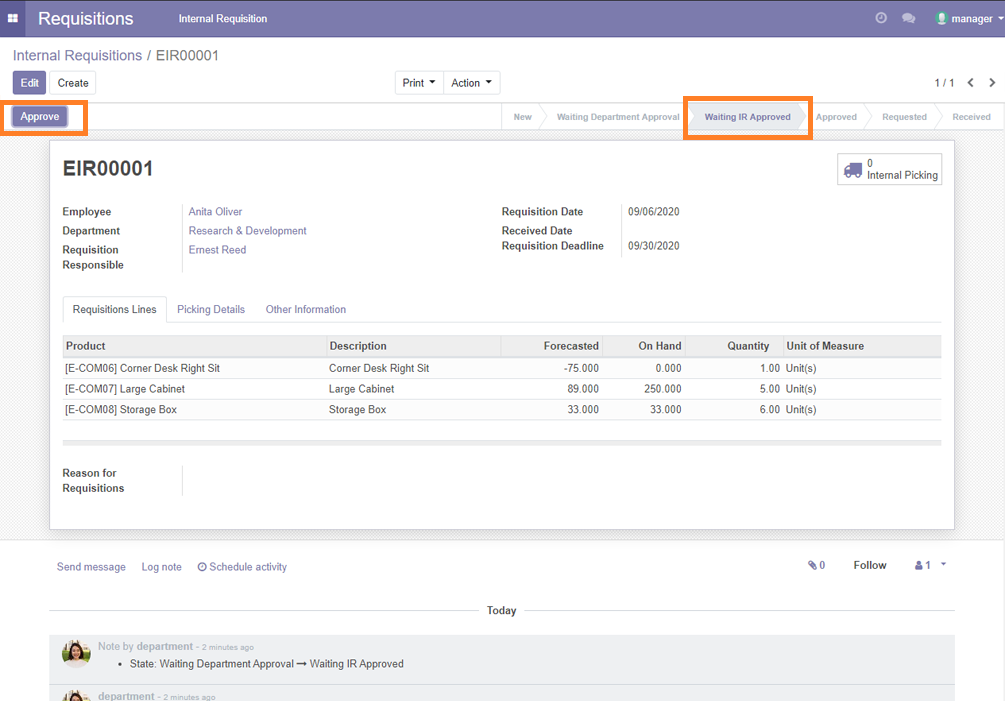 Requisitions Internal Requisition manager
Internal Requisitions / EIR00001
Edit Create Print Action 1 / 1
Approve New Waiting Department Approval Waiting IR Approved Approved Requested Received
EIR00001
0
Internal Picking
Employee Anita Oliver Requisition Date 09/06/2020
Department Research & Development Received Date
Requisition Responsible Ernest Reed Requisition Deadline 09/30/2020
Requisitions Lines Picking Details Other Information
Product Description Forecasted On Hand Quantity Unit of Measure
[E-COM06] Corner Desk Right Sit Corner Desk Right Sit -75.000 0.000 1.00 Unit(s)
[E-COM07] Large Cabinet Large Cabinet 89.000 250.000 5.00 Unit(s)
[E-COM08] Storage Box Storage Box 33.000 33.000 6.00 Unit(s)
Reason for
Requisitions
Send message Log note Schedule activity 0 Follow 1
Today
Note by department - 2 minutes ago
• State: Waiting Department Approval → Waiting IR Approved
department - 2 minutes ago